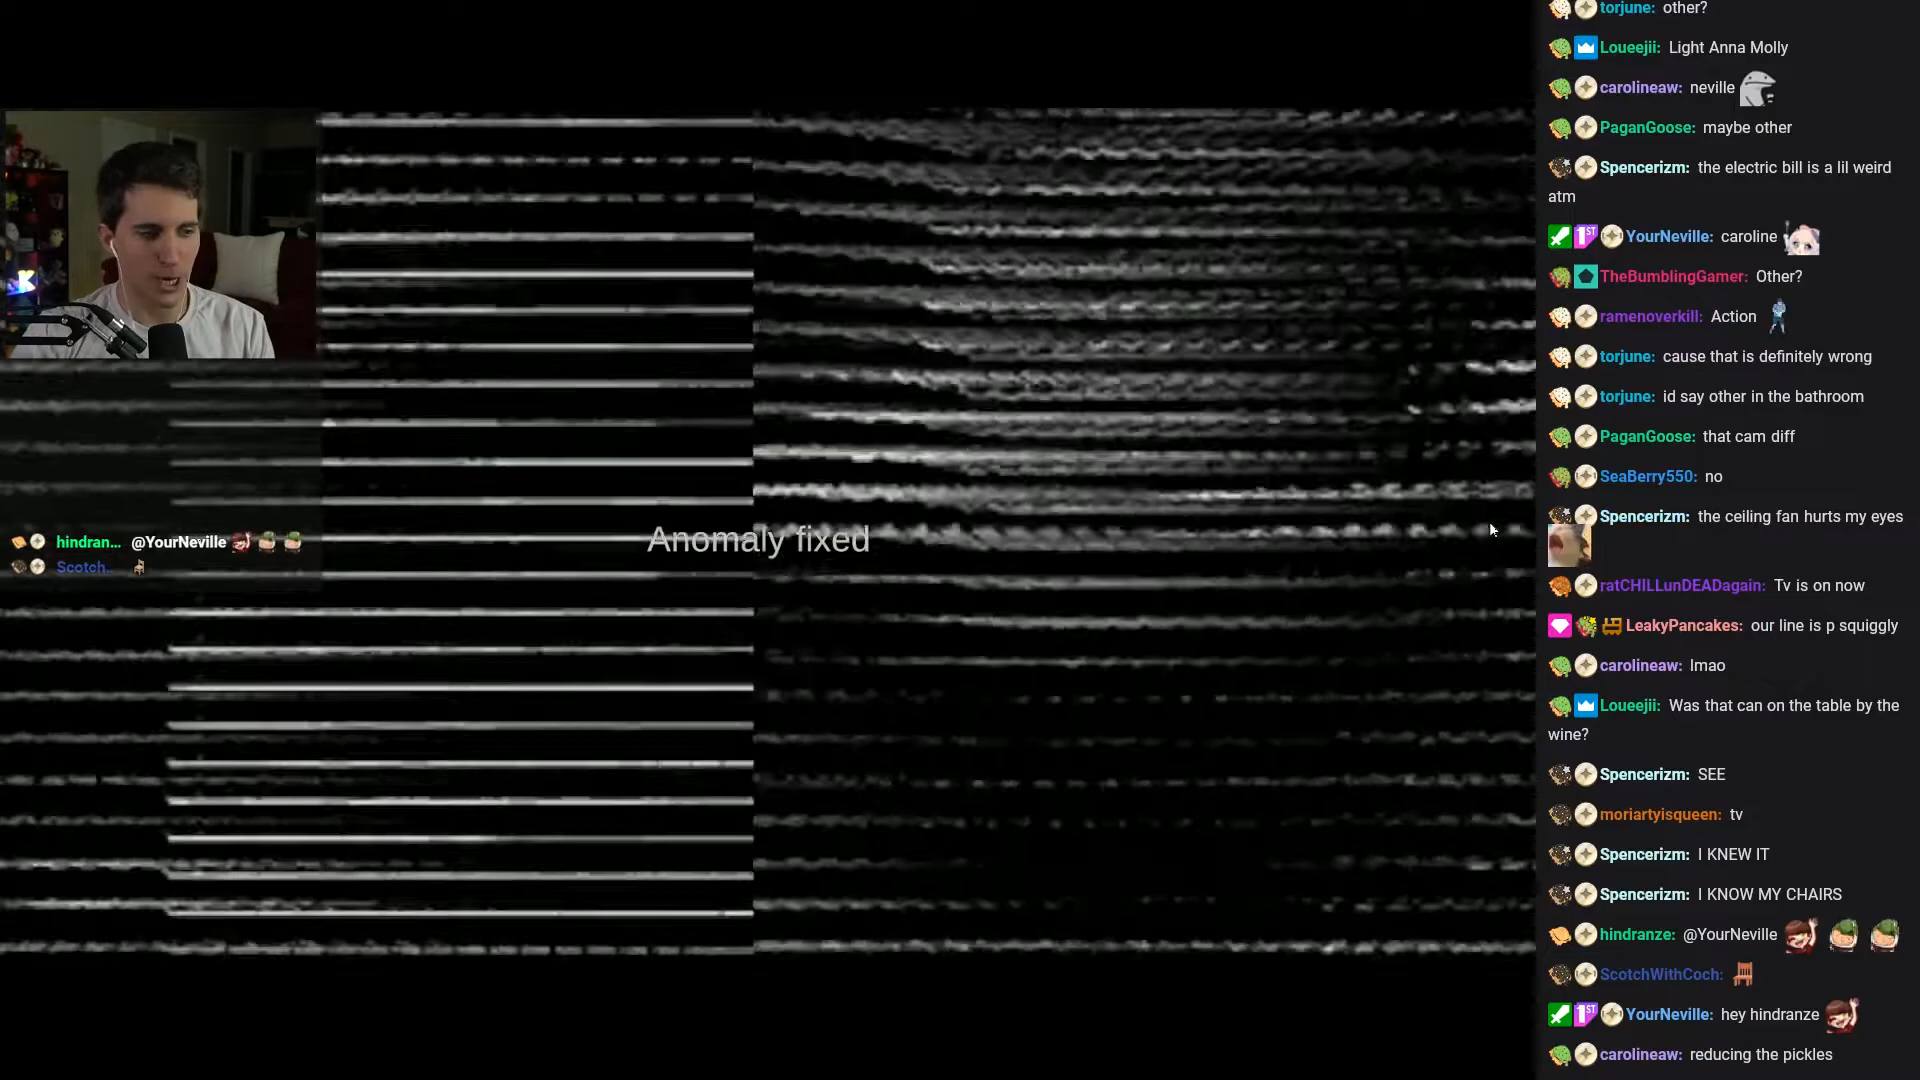 torjune: other?
Loueejii: Light Anna Molly
carolineaw: neville
PaganGoose: maybe other
Spencerizm: the electric bill is a lil weird
atm
1ST YourNeville: caroline
TheBumblingGamer: Other?
ramenoverkill: Action
torjune: cause that is definitely wrong
torjune: id say other in the bathroom
PaganGoose: that cam diff
SeaBerry550: no
Spencerizm: the ceiling fan hurts my eyes
ratCHILLunDEADagain: Tv is on now
LeakyPancakes: our line is p squiggly
carolineaw: lmao
Loueejii: Was that can on the table by the
wine?
Spencerizm: SEE
moriartyisqueen: tv
Spencerizm: I KNEW IT
Spencerizm: I KNOW MY CHAIRS
hindranze: @YourNeville
ScotchWithCoch:
1ST YourNeville: hey hindranze
carolineaw: reducing the pickles
Anomaly fixed
hindran... @YourNeville
Scotch...